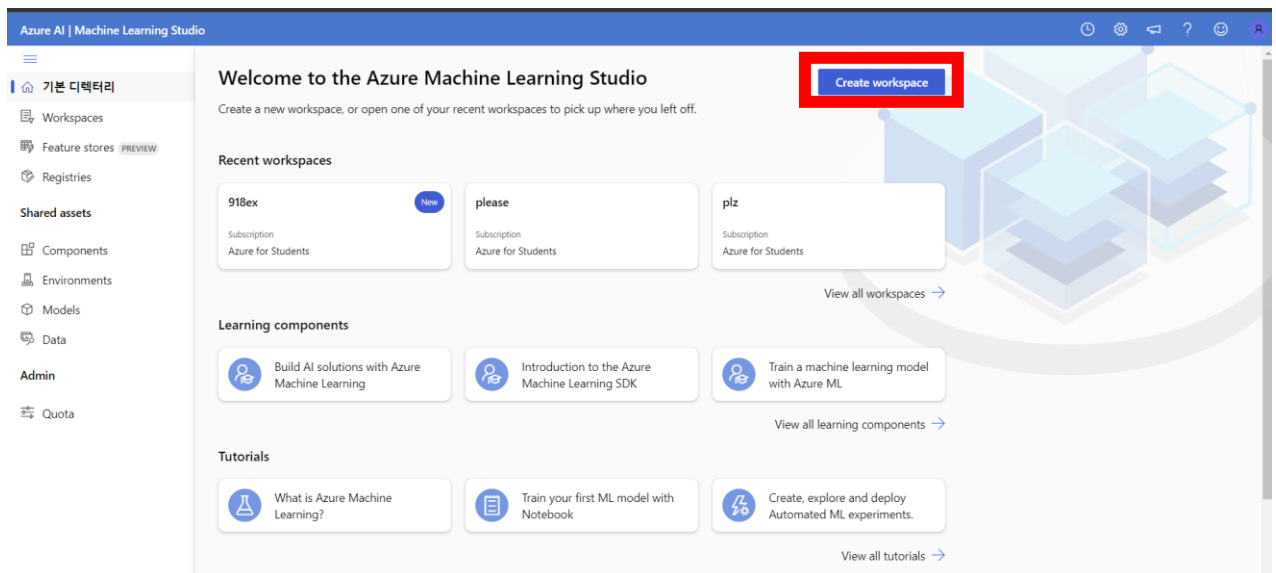 Azure AI | Machine Learning Studio
A
기본 디렉터리
Workspaces
Feature stores PREVIEW
Registries
Shared assets
Components
Environments
Models
Data
Admin
Quota
Welcome to the Azure Machine Learning Studio
Create workspace
Create a new workspace, or open one of your recent workspaces to pick up where you left off.
Recent workspaces
918ex
New
Subscription
Azure for Students
please
Subscription
Azure for Students
plz
Subscription
Azure for Students
View all workspaces
Learning components
Build AI solutions with Azure
Machine Learning
Introduction to the Azure
Machine Learning SDK
Train a machine learning model
with Azure ML
View all learning components
Tutorials
What is Azure Machine
Learning?
Train your first ML model with
Notebook
Create, explore and deploy
Automated ML experiments.
View all tutorials